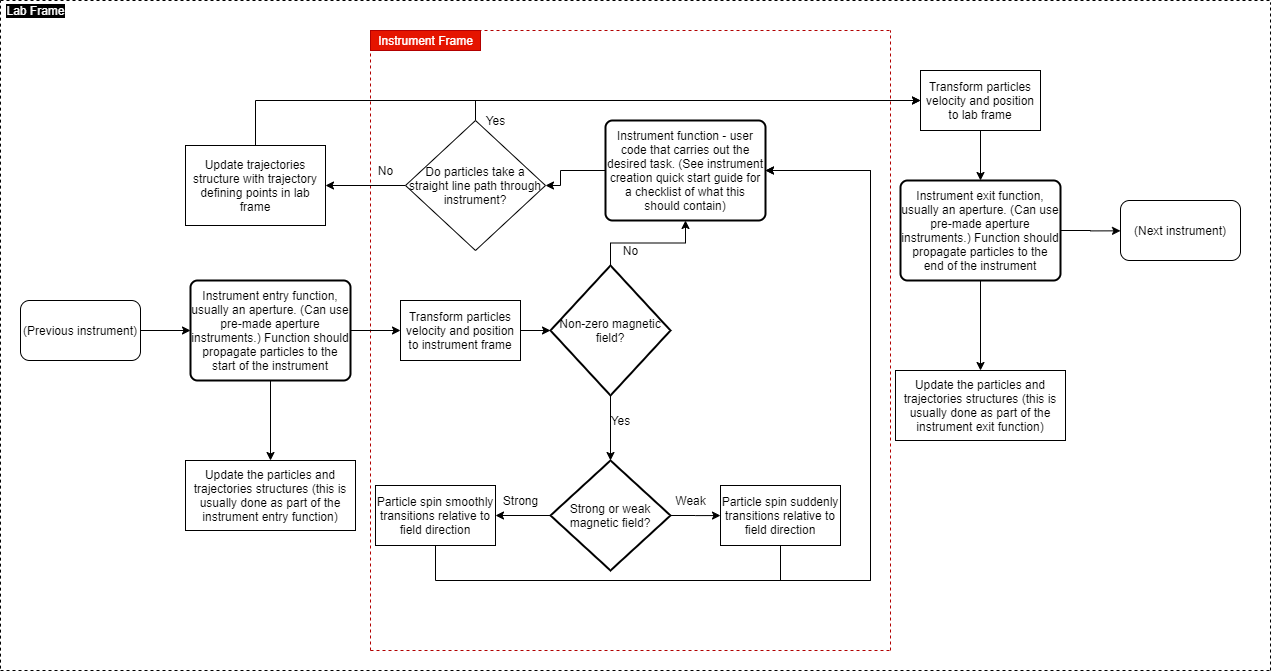 Lab Frame
Instrument Frame
Transform particles
velocity and position
to lab frame
Yes
Instrument function - user
code that carries out the
desired task. (See instrument
creation quick start guide for
a checklist of what this
should contain)
No
Do particles take a
straight line path through
instrument?
Update trajectories
structure with trajectory
defining points in lab
frame
Instrument exit function,
usually an aperture. (Can use
pre-made aperture
instruments.) Function should
propagate particles to the
end of the instrument
(Next instrument)
No
(Previous instrument)
Instrument entry function,
usually an aperture. (Can use
pre-made aperture
instruments.) Function should
propagate particles to the
start of the instrument
Transform particles
velocity and position
to instrument frame
Non-zero magnetic
field?
Update the particles and
trajectories structures (this is
usually done as part of the
instrument exit function)
Yes
Update the particles and
trajectories structures (this is
usually done as part of the
instrument entry function)
Particle spin smoothly
transitions relative to
field direction
Strong
Strong or weak
magnetic field?
Weak
Particle spin suddenly
transitions relative to
field direction